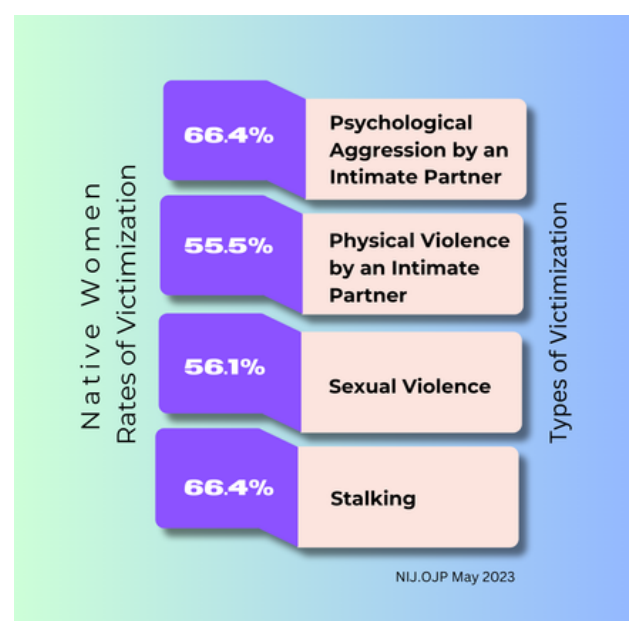 Native Women
Rates of Victimization
66.4%
Psychological
Aggression by an
Intimate Partner
55.5%
Physical Violence
by an Intimate
Partner
56.1%
Sexual Violence
66.4%
Stalking
Types of Victimization
NIJ.OJP May 2023